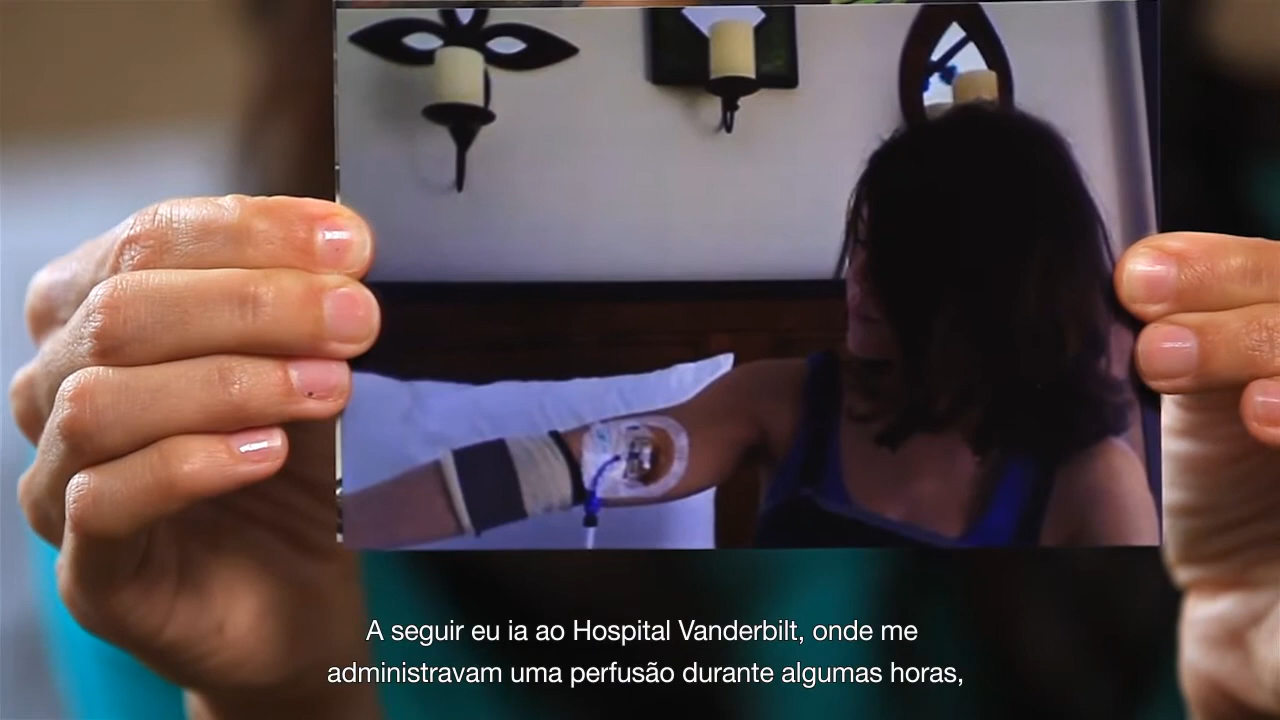 A seguir eu ia ao Hospital Vanderbilt, onde me
administravam uma perfusão durante algumas horas,